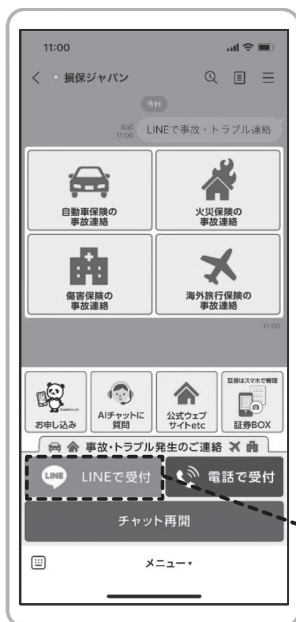 11:00
損保ジャパン
今日
既読
11:00
LINEで事故・トラブル連絡
自動車保険の
事故連絡
火災保険の
事故連絡
傷害保険の
事故連絡
海外旅行保険の
事故連絡
11:00
お申し込み
AIチャットに
質問
公式ウェブ
サイトetc
証券はスマホで管理
証券BOX
事故・トラブル発生のご連絡
LINE
LINEで受付
電話で受付
チャット再開
メニュー▾